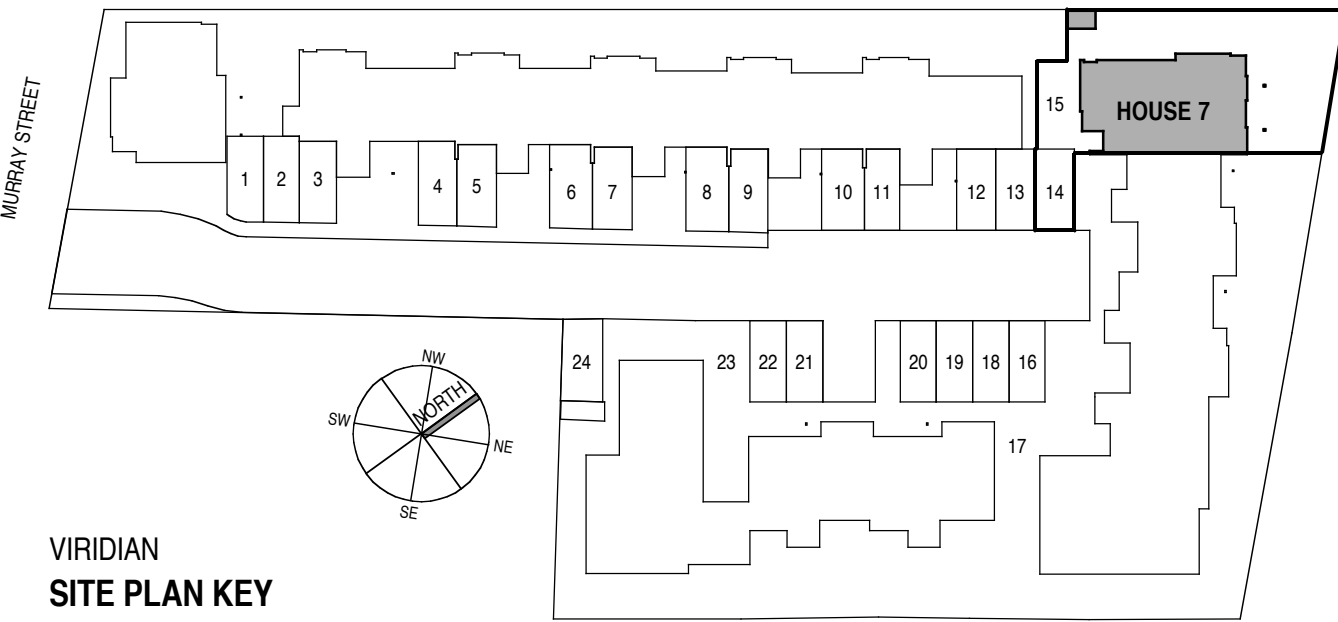 MURRAY STREET
15
HOUSE 7
1 2 3 4 5 6 7 8 9 10 11 12 13 14
24 23 22 21 20 19 18 16
17
NW
NORTH
SW
NE
SE
VIRIDIAN
SITE PLAN KEY